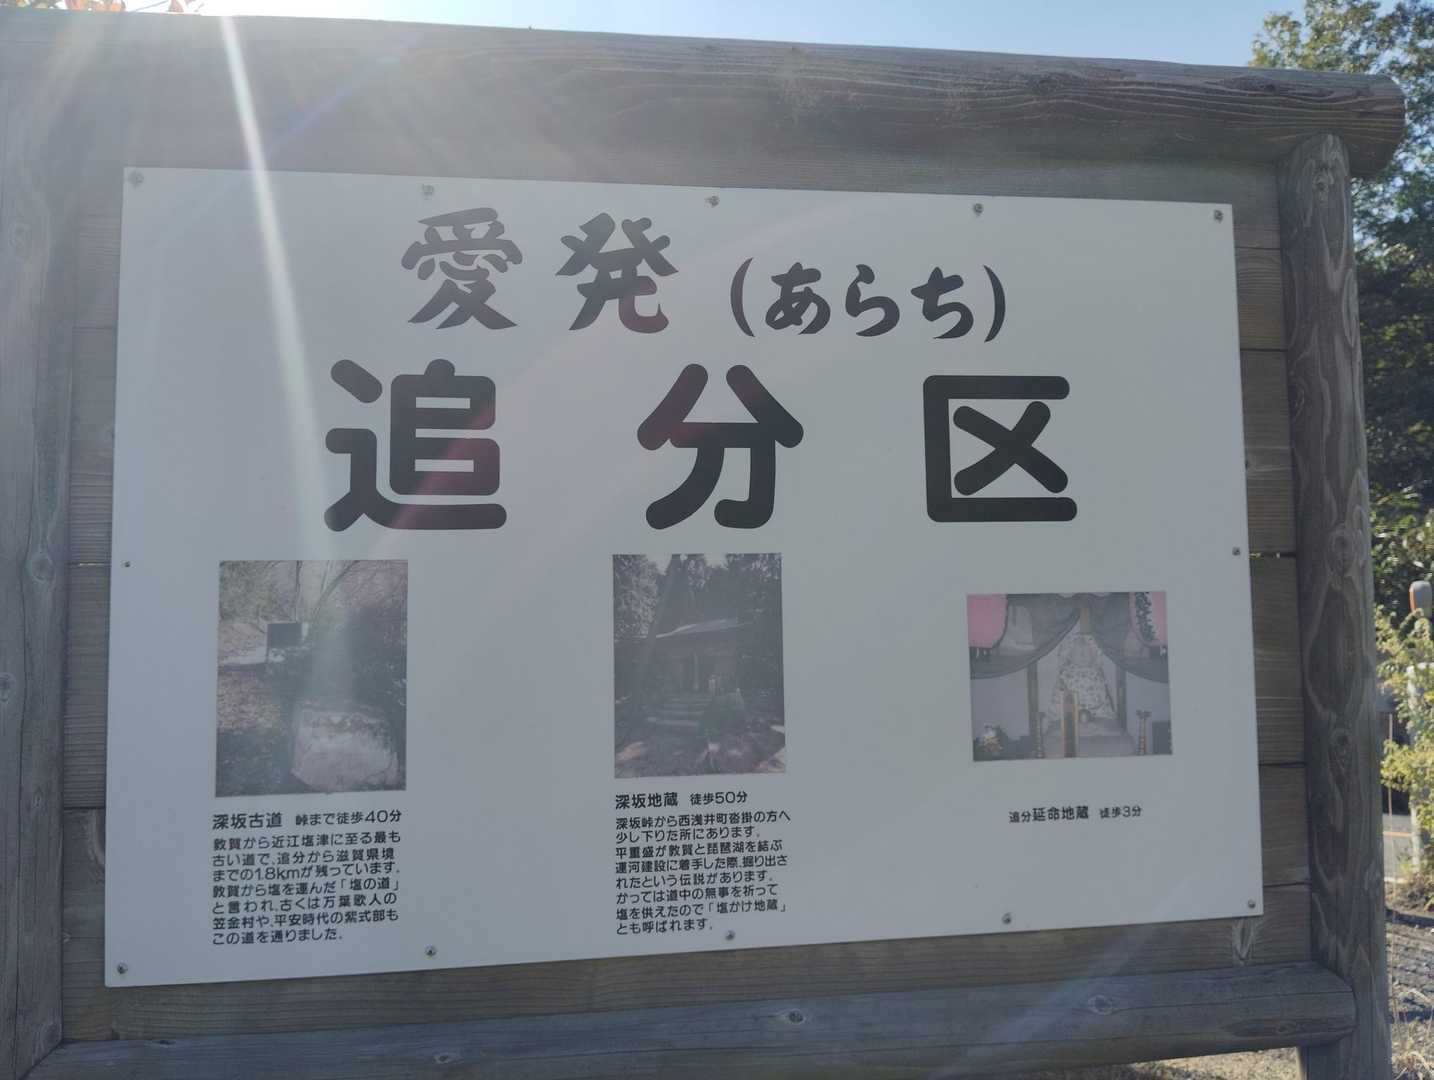 愛発(あらち)
追分区
深坂古道 峠まで徒歩40分
敦賀から近江塩津に至る最も
古い道で、追分から滋賀県境
までの1.8kmが残っています。
敦賀から塩を運んだ「塩の道」
と言われ、古くは万葉歌人の
笠金村や、平安時代の紫式部も
この道を通りました。
深坂地蔵 徒歩50分
深坂峠から西浅井町沓掛の方へ
少し下りた所にあります。
平重盛が敦賀と琵琶湖を結ぶ
運河建設に着手した際、掘り出さ
れたという伝説があります。
かつては道中の無事を祈って
塩を供えたので「塩かけ地蔵」
とも呼ばれます。
追分延命地蔵 徒歩3分